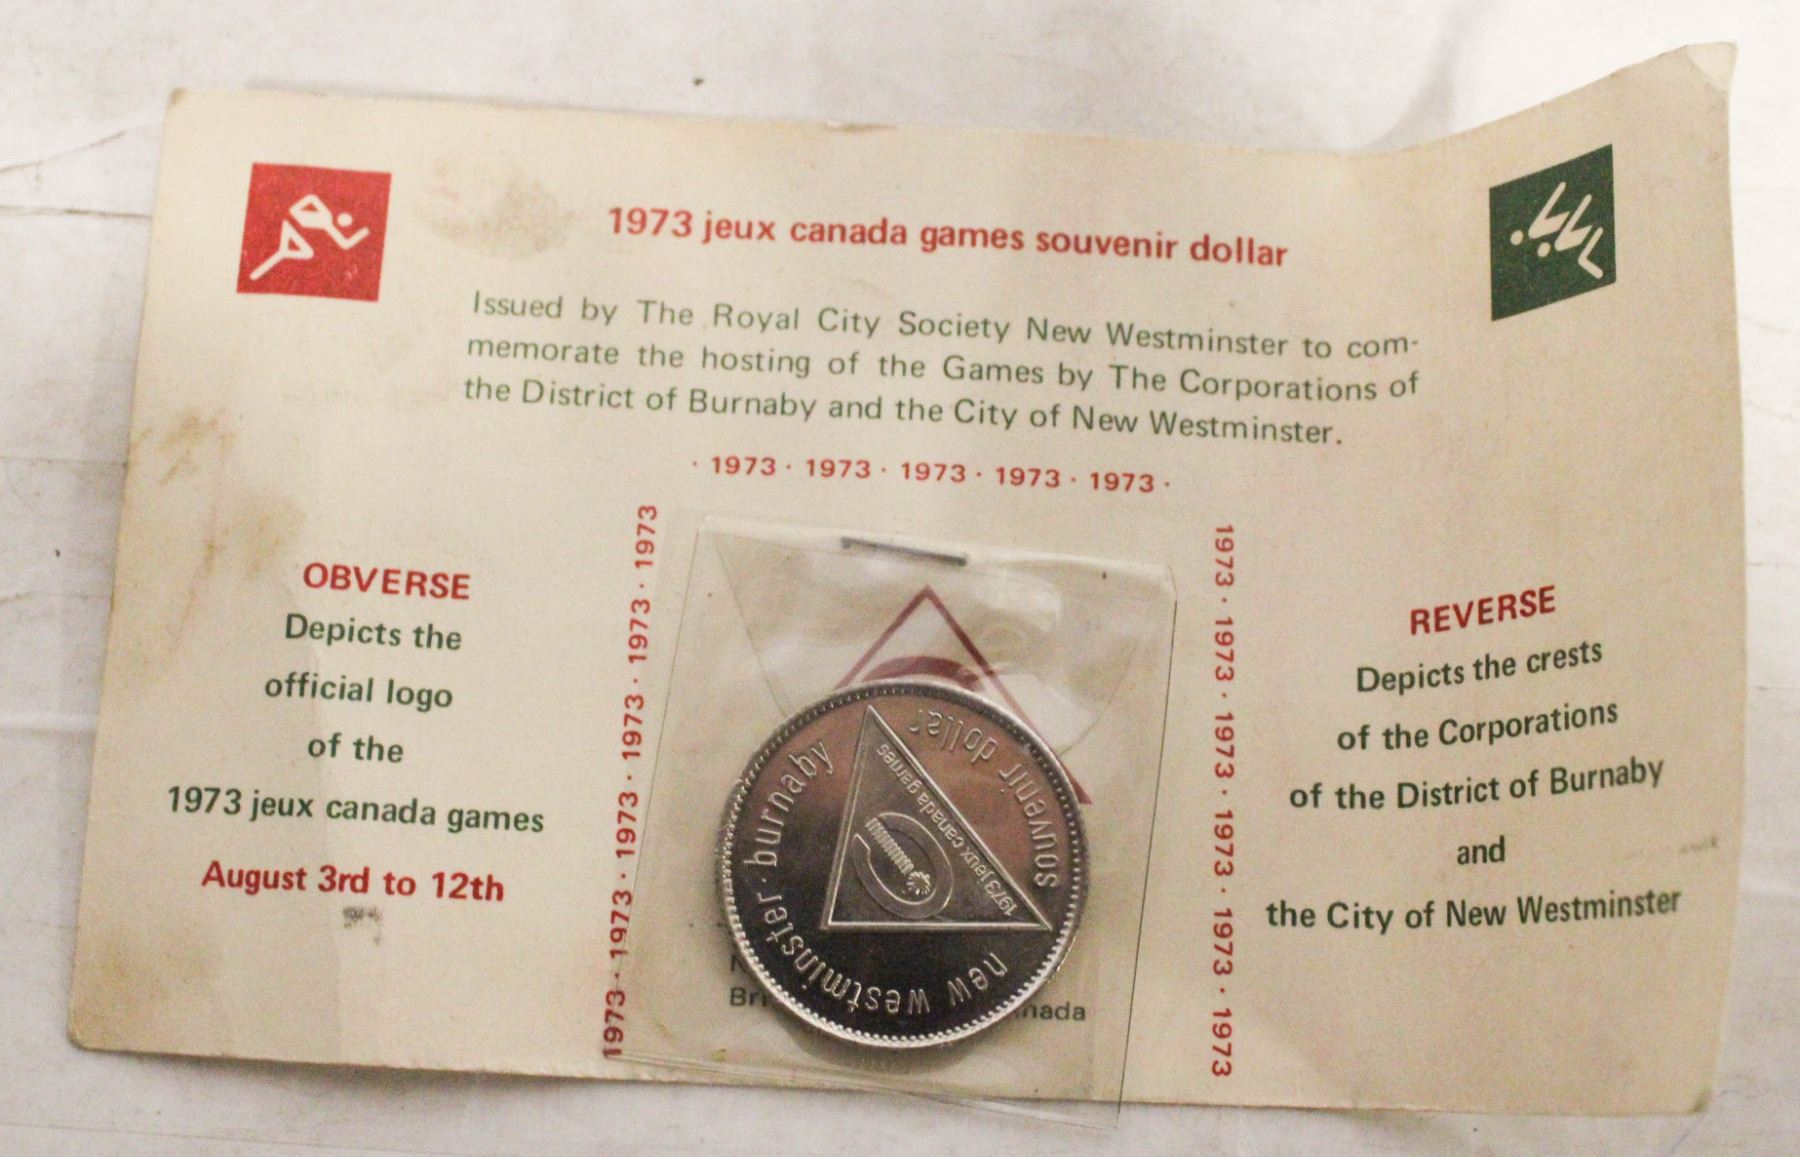 1973 jeux canada games souvenir dollar
Issued by The Royal City Society New Westminster to com-
memorate the hosting of the Games by The Corporations of
the District of Burnaby and the City of New Westminster.
· 1973 · 1973 · 1973 · 1973 · 1973 ·
OBVERSE
Depicts the
official logo
of the
1973 jeux canada games
August 3rd to 12th
1973 · 1973 · 1973 · 1973 · 1973 · 1973
new westminster · burnaby
souvenir dollar
1973 jeux canada games
1973 · 1973 · 1973 · 1973 · 1973 · 1973
REVERSE
Depicts the crests
of the Corporations
of the District of Burnaby
and
the City of New Westminster